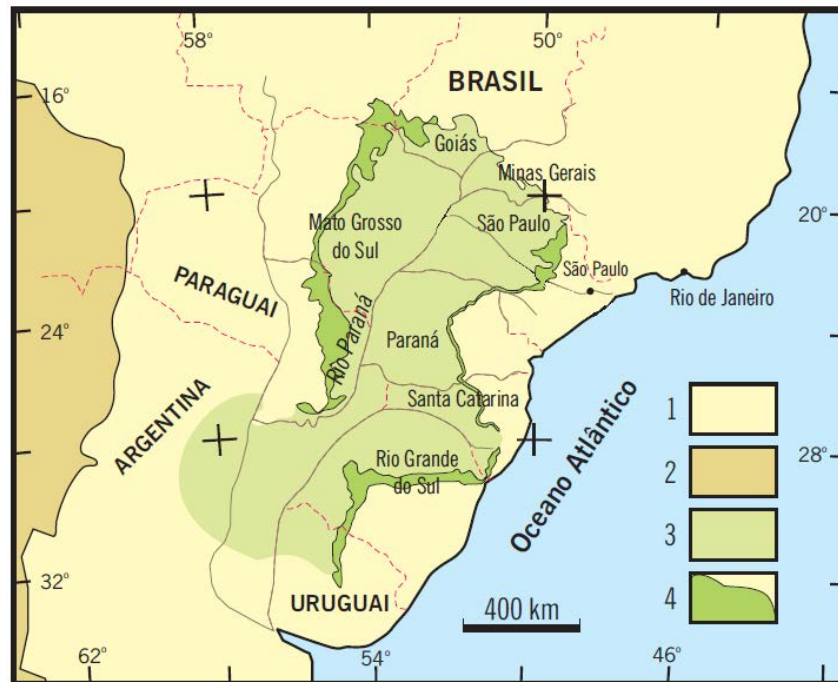 58°
50°
BRASIL
16°
Goiás
Minas Gerais
Mato Grosso
do Sul
São Paulo
20°
PARAGUAI
São Paulo
Rio de Janeiro
24°
Rio Paraná
Paraná
ARGENTINA
Santa Catarina
1
Oceano Atlântico
Rio Grande
do Sul
2
28°
3
32°
URUGUAI
400 km
4
62°
54°
46°